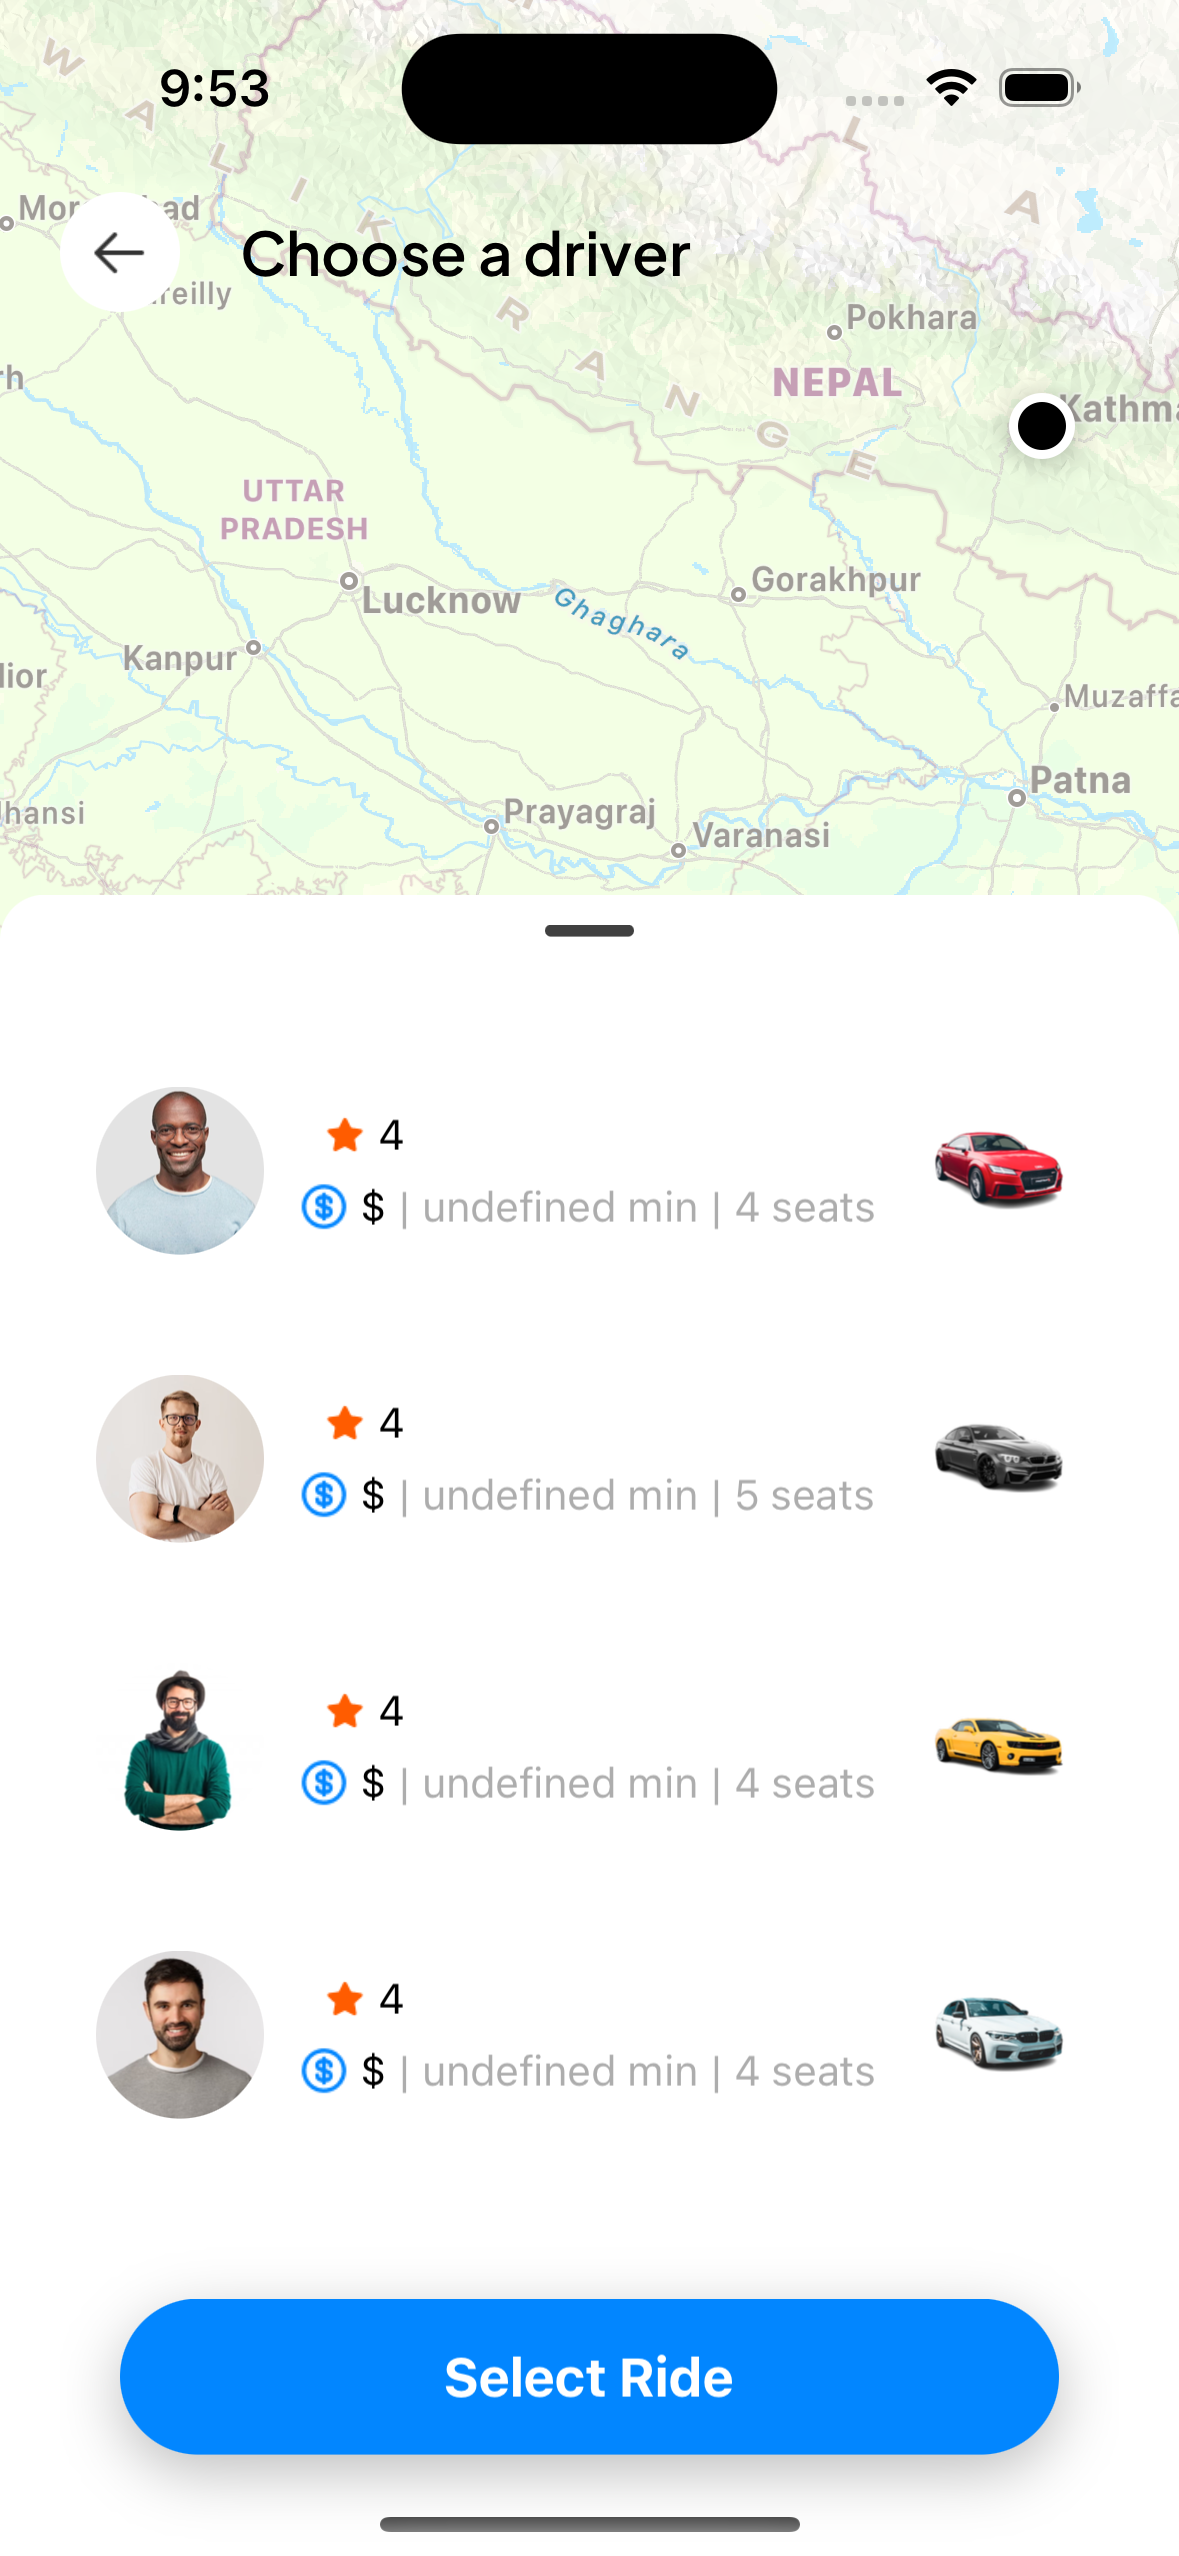 9:53
W A L I K R A N G E
L A
Mor
ad
reilly
Choose a driver
Pokhara
NEPAL
rh
Kathma
UTTAR
PRADESH
Gorakhpur
Lucknow
Ghaghara
Kanpur
lior
Muzaffa
Patna
Prayagraj
Jhansi
Varanasi
4
$ | undefined min | 4 seats
4
$ | undefined min | 5 seats
4
$ | undefined min | 4 seats
4
$ | undefined min | 4 seats
Select Ride